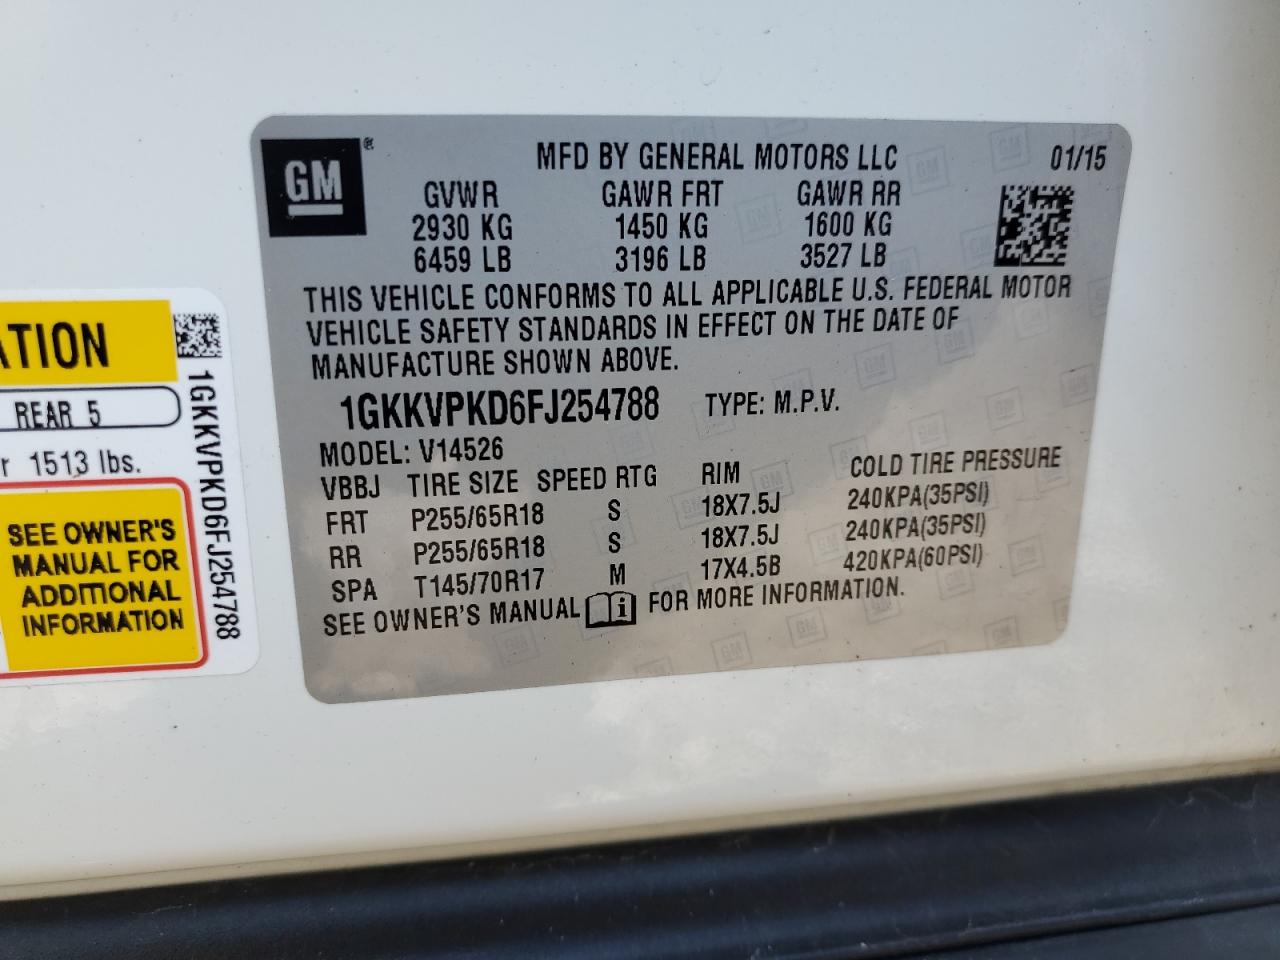 GM®
MFD BY GENERAL MOTORS LLC 01/15
GVWR GAWR FRT GAWR RR
2930 KG 1450 KG 1600 KG
6459 LB 3196 LB 3527 LB
THIS VEHICLE CONFORMS TO ALL APPLICABLE U.S. FEDERAL MOTOR
VEHICLE SAFETY STANDARDS IN EFFECT ON THE DATE OF
MANUFACTURE SHOWN ABOVE.
1GKKVPKD6FJ254788 TYPE: M.P.V.
MODEL: V14526
VBBJ TIRE SIZE SPEED RTG RIM COLD TIRE PRESSURE
FRT P255/65R18 S 18X7.5J 240KPA(35PSI)
RR P255/65R18 S 18X7.5J 240KPA(35PSI)
SPA T145/70R17 M 17X4.5B 420KPA(60PSI)
SEE OWNER'S MANUAL i FOR MORE INFORMATION.
ATION
REAR 5
r 1513 lbs.
SEE OWNER'S
MANUAL FOR
ADDITIONAL
INFORMATION
1GKKVPKD6FJ254788